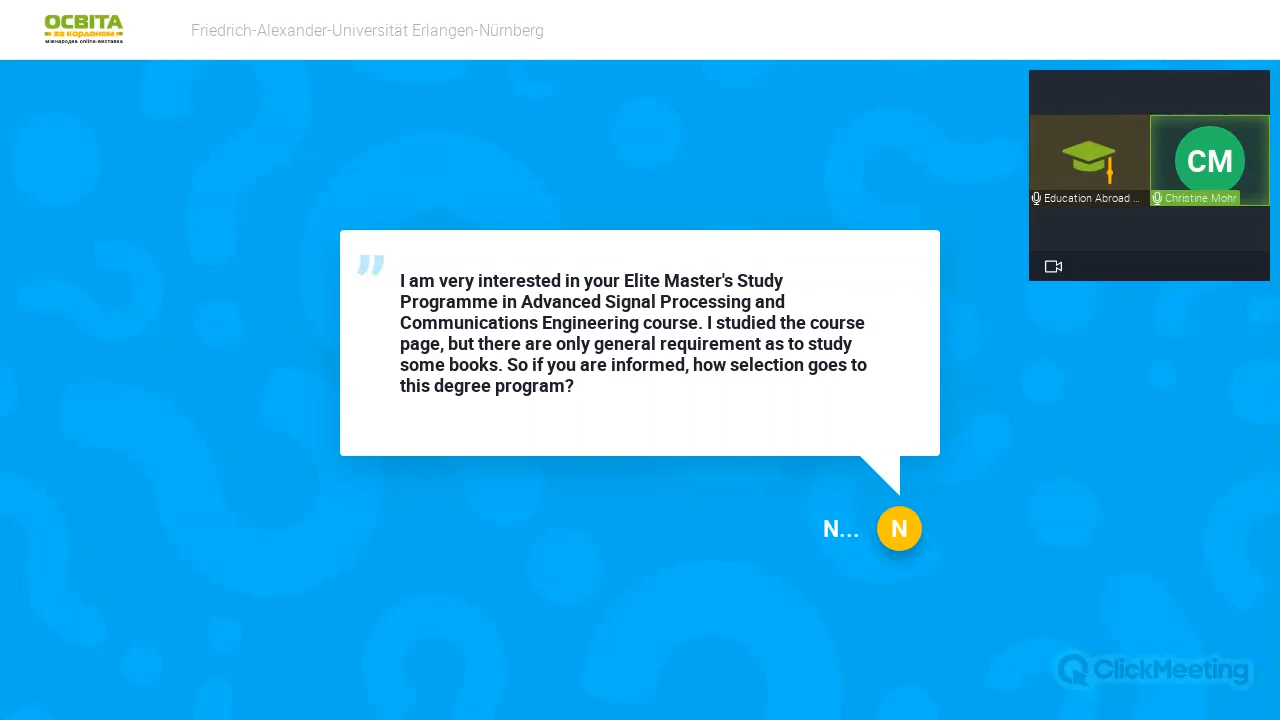 ОСВІТА
ЗА КОРДОНОМ
міжнародна online-виставка
Friedrich-Alexander-Universität Erlangen-Nürnberg
CM
Education Abroad ...
Christine Mohr
"
I am very interested in your Elite Master's Study
Programme in Advanced Signal Processing and
Communications Engineering course. I studied the course
page, but there are only general requirement as to study
some books. So if you are informed, how selection goes to
this degree program?
N... N
ClickMeeting